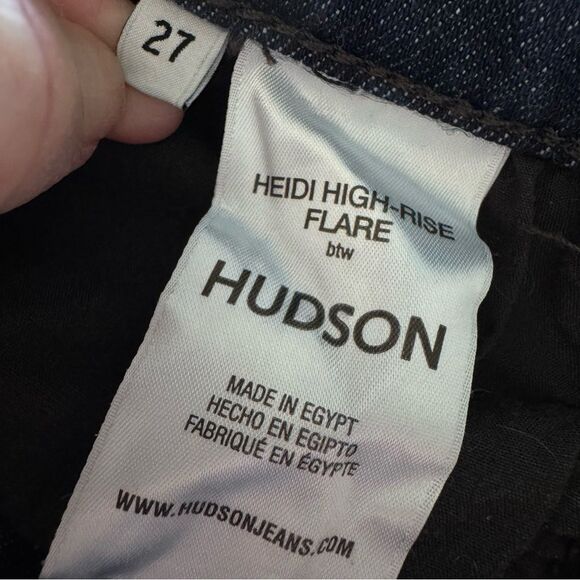 27
HEIDI HIGH-RISE
FLARE
btw
HUDSON
MADE IN EGYPT
HECHO EN EGIPTO
FABRIQUÉ EN ÉGYPTE
WWW.HUDSONJEANS.COM